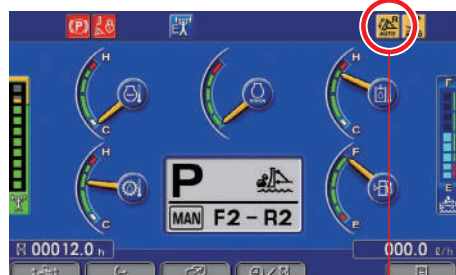 (P)
R
AUTO
H
C
H
F
E
H
C
F
E
P
MAN F2 - R2
00012.0 h
000.0 ℓ/h